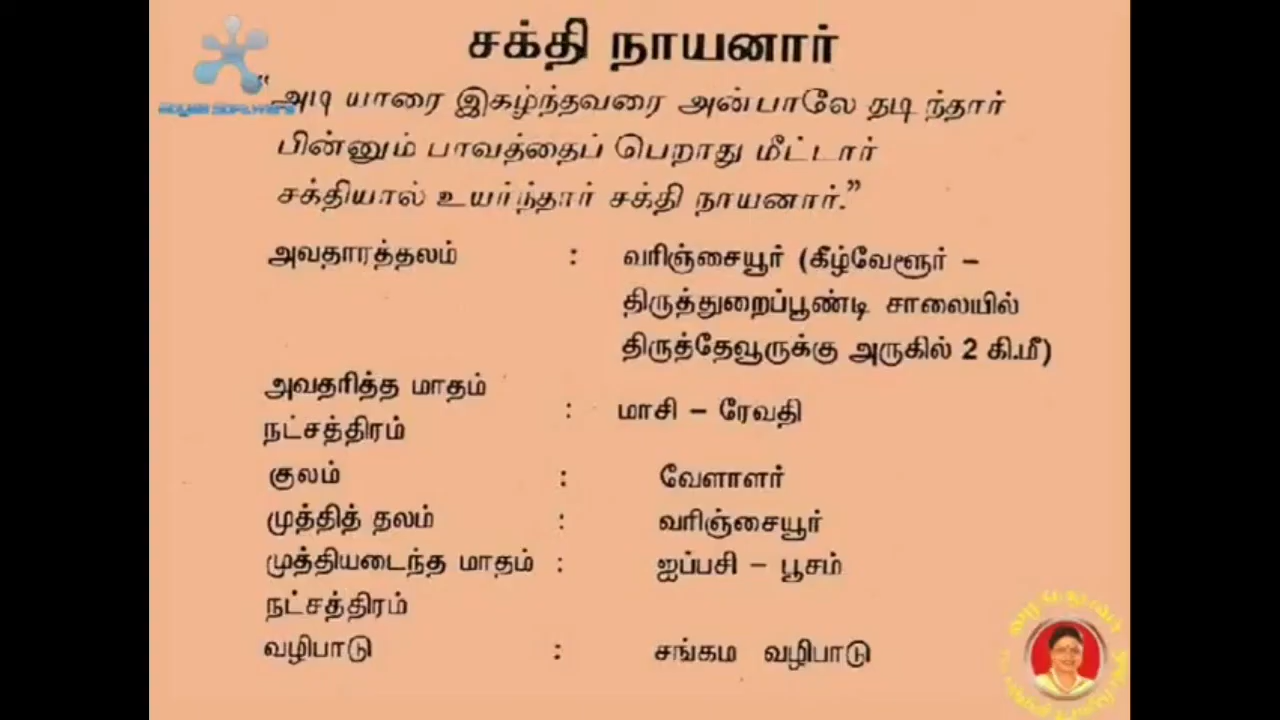 சக்தி நாயனார்
“அடி யாரை இகழ்ந்தவரை அன்பாலே தடி ந்தார்
பின்னும் பாவத்தைப் பெறாது மீட்டார்
சக்தியால் உயர்ந்தார் சக்தி நாயனார்.”
அவதாரத்தலம் : வரிஞ்சையூர் (கீழ்வேளூர் –
திருத்துறைப்பூண்டி சாலையில்
திருத்தேவூருக்கு அருகில் 2 கி.மீ)
அவதரித்த மாதம்
நட்சத்திரம் : மாசி – ரேவதி
குலம் : வேளாளர்
முத்தித் தலம் : வரிஞ்சையூர்
முத்தியடைந்த மாதம் : ஐப்பசி – பூசம்
நட்சத்திரம்
வழிபாடு : சங்கம வழிபாடு